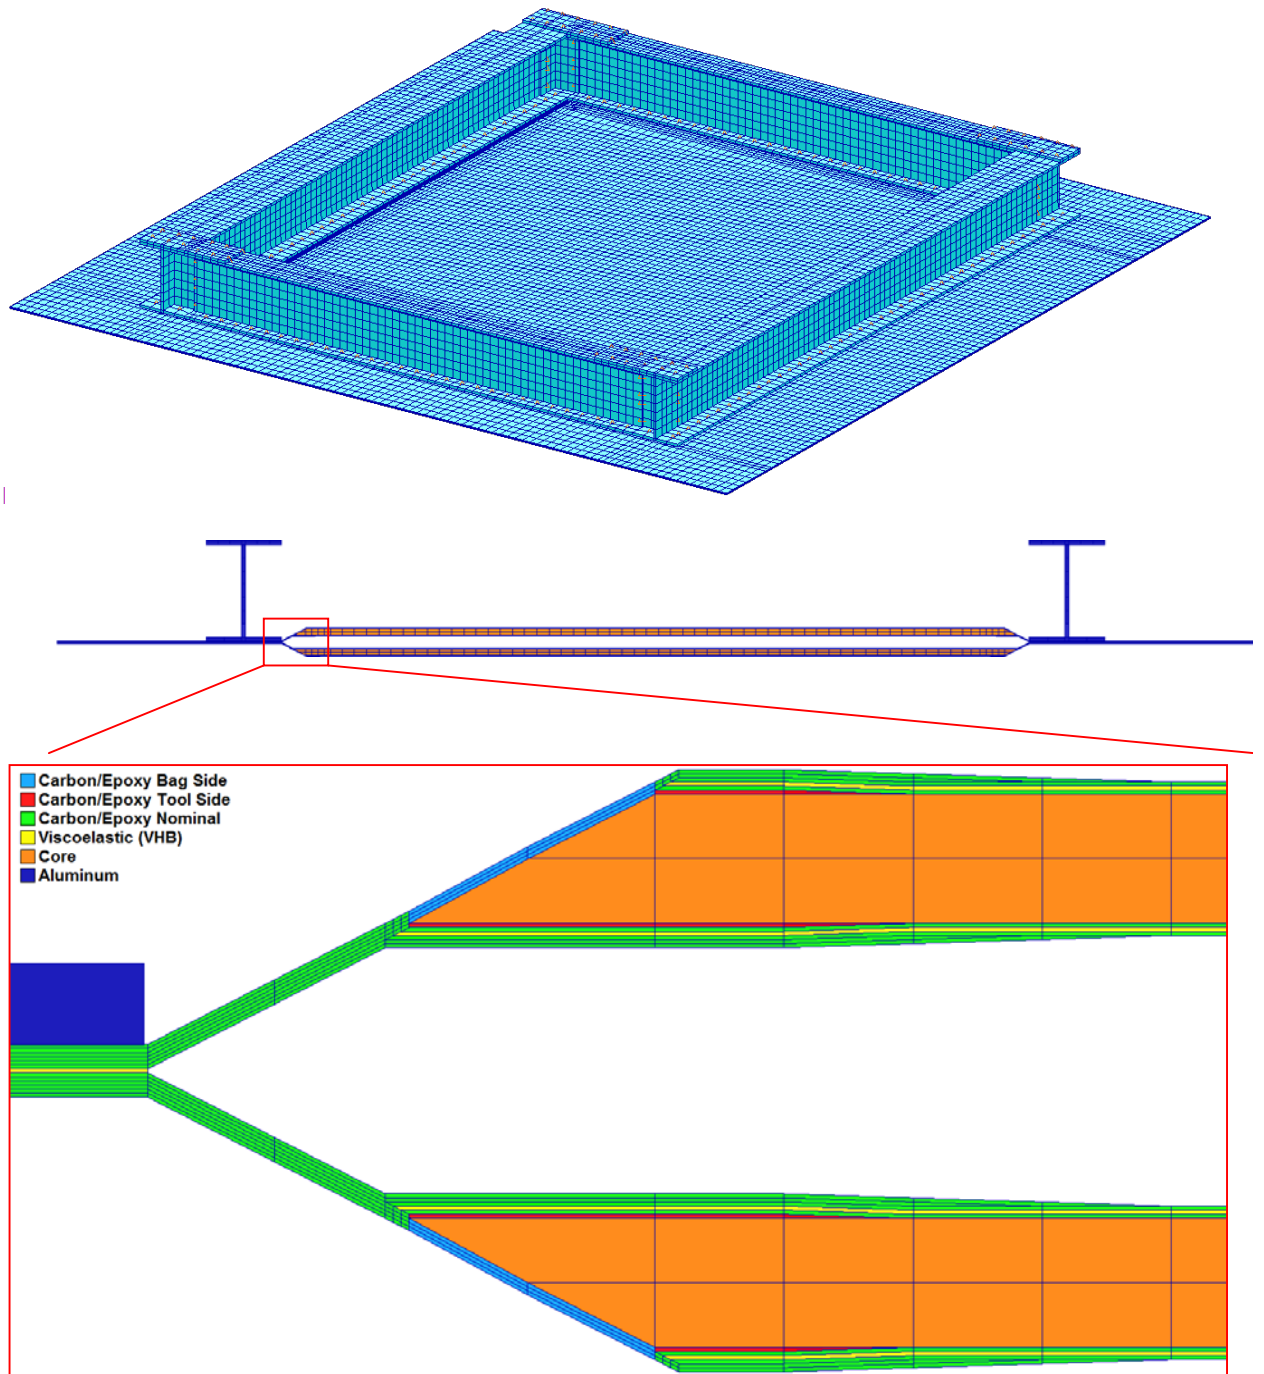 Carbon/Epoxy Bag Side
Carbon/Epoxy Tool Side
Carbon/Epoxy Nominal
Viscoelastic (VHB)
Core
Aluminum